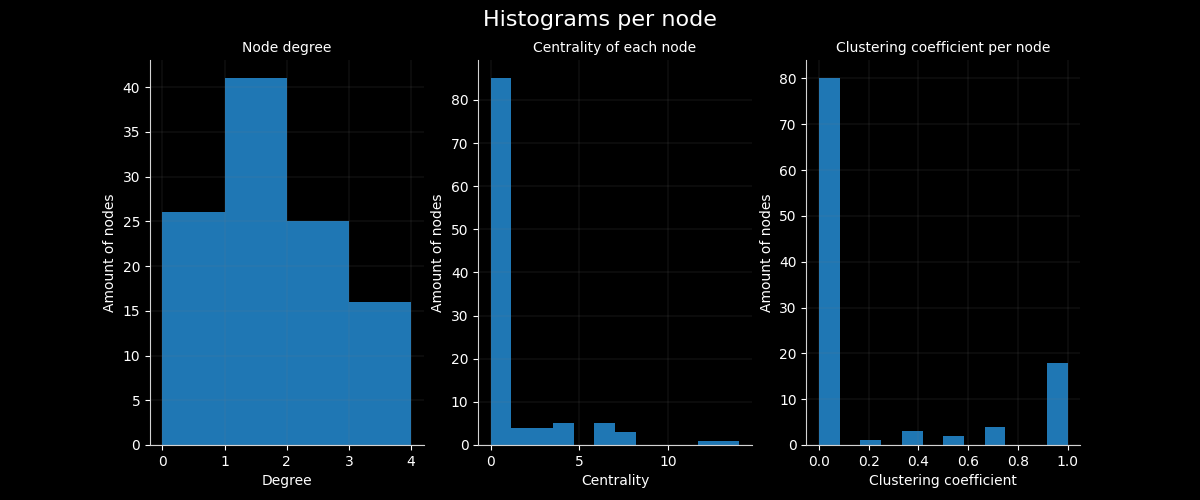 Histograms per node
Node degree
Amount of nodes
40
35
30
25
20
15
10
5
0
0 1 2 3 4
Degree
Centrality of each node
Amount of nodes
80
70
60
50
40
30
20
10
0
0 5 10
Centrality
Clustering coefficient per node
Amount of nodes
80
70
60
50
40
30
20
10
0
0.0 0.2 0.4 0.6 0.8 1.0
Clustering coefficient